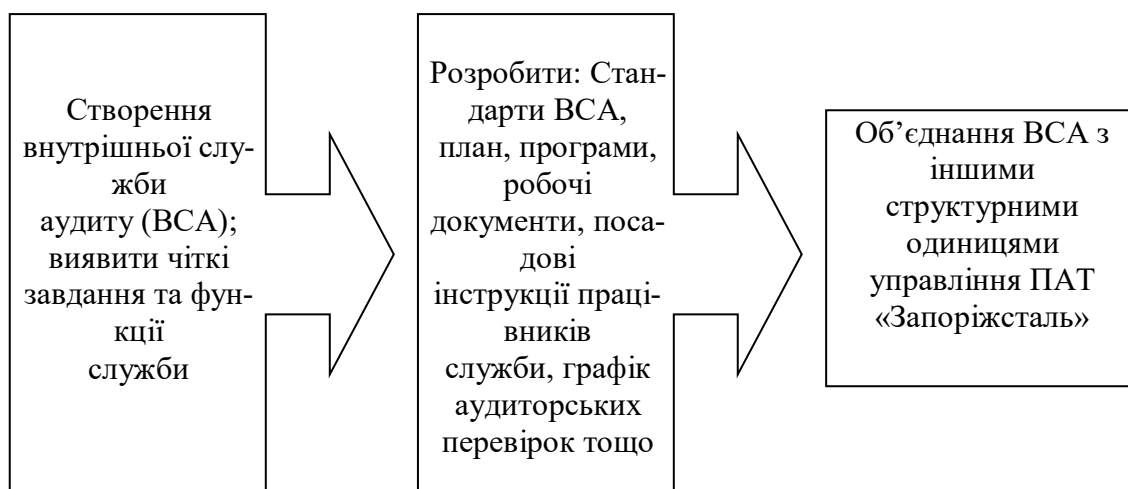 Створення
внутрішньої слу-
жби
аудиту (ВСА);
виявити чіткі
завдання та фун-
кції
служби
Розробити: Стан-
дарти ВСА,
план, програми,
робочі
документи, поса-
дові
інструкції праці-
вників
служби, графік
аудиторських
перевірок тощо
Об’єднання ВСА з
іншими
структурними
одиницями
управління ПАТ
«Запоріжсталь»